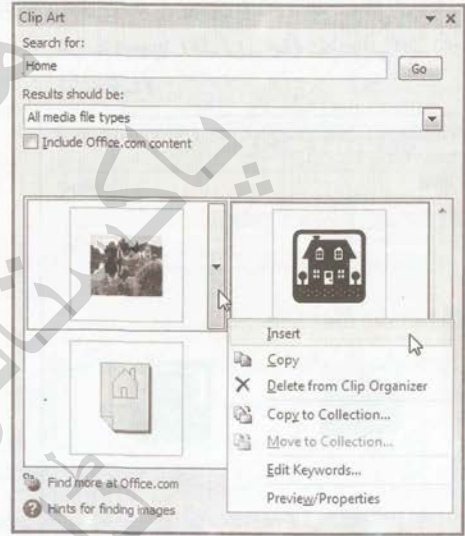 Clip Art
Search for:
Home
Go
Results should be:
All media file types
Include Office.com content
Insert
Copy
Delete from Clip Organizer
Copy to Collection...
Move to Collection...
Edit Keywords...
Preview/Properties
Find more at Office.com
Hints for finding images